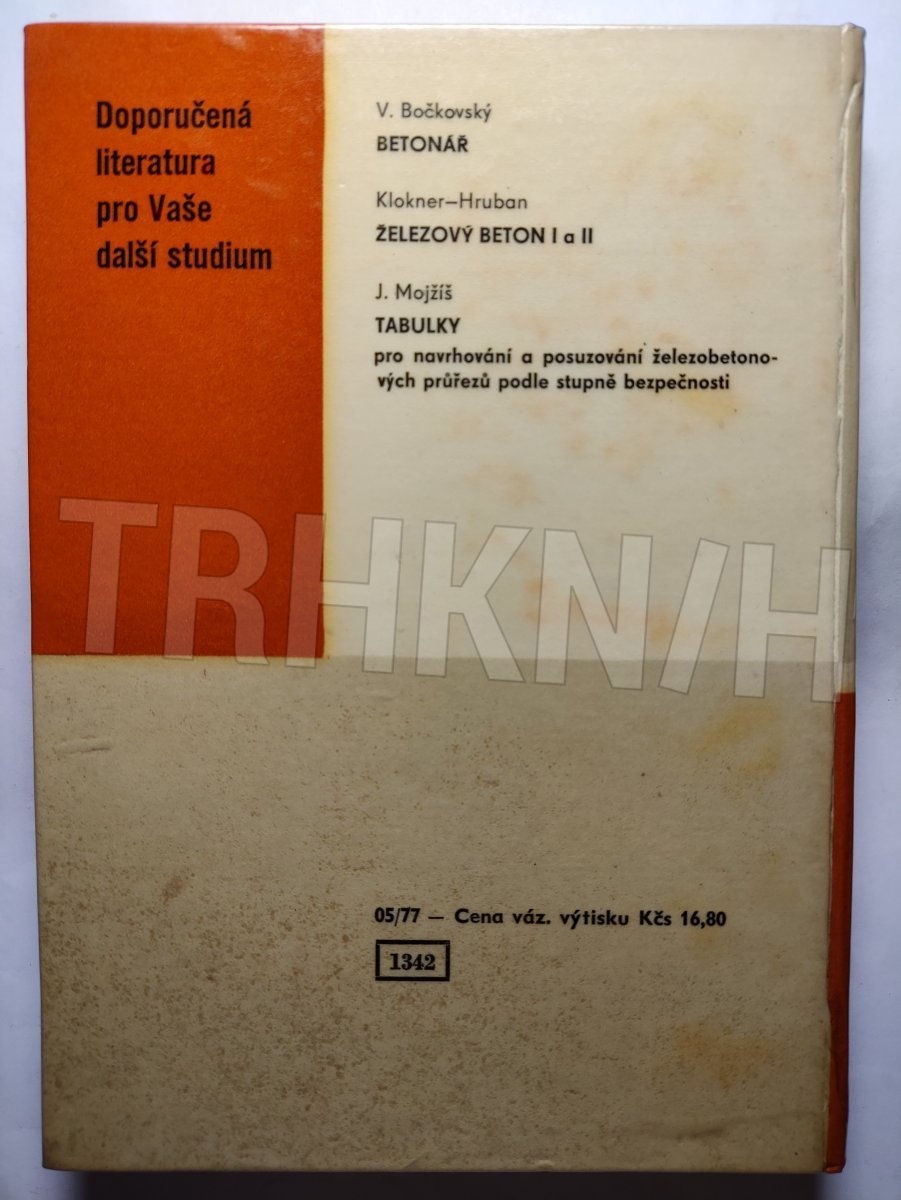 Doporučená
literatura
pro Vaše
další studium
V. Bočkovský
BETONÁŘ
Klokner—Hruban
ŽELEZOVÝ BETON I a II
J. Mojžíš
TABULKY
pro navrhování a posuzování železobetono-
vých průřezů podle stupně bezpečnosti
TRHKN/H
05/77 — Cena váz. výtisku Kčs 16,80
1342